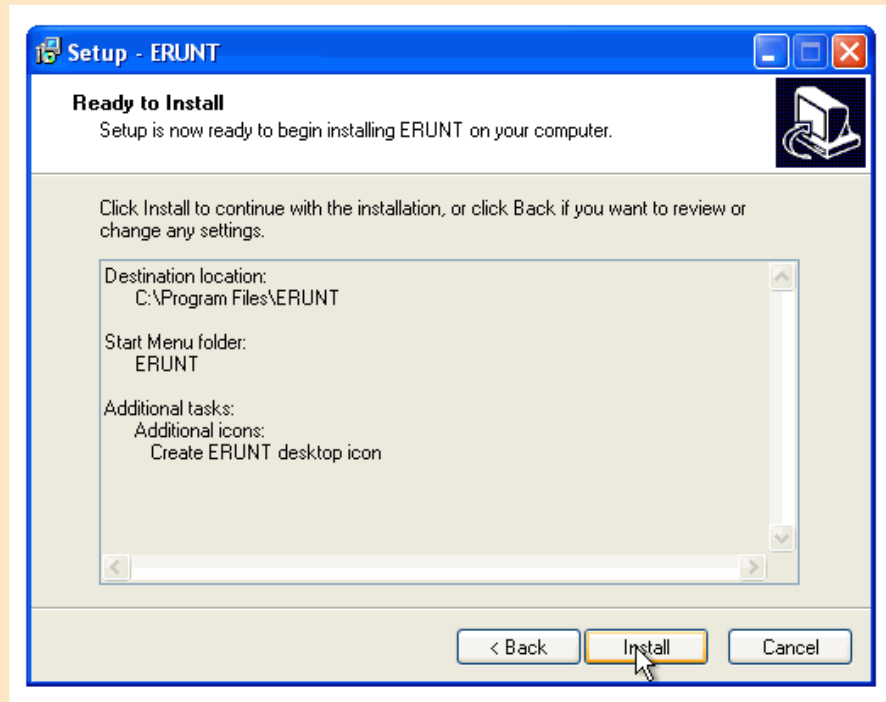 Setup - ERUNT
Ready to Install
Setup is now ready to begin installing ERUNT on your computer.
Click Install to continue with the installation, or click Back if you want to review or
change any settings.
Destination location:
C:\Program Files\ERUNT
Start Menu folder:
ERUNT
Additional tasks:
Additional icons:
Create ERUNT desktop icon
< Back
Install
Cancel